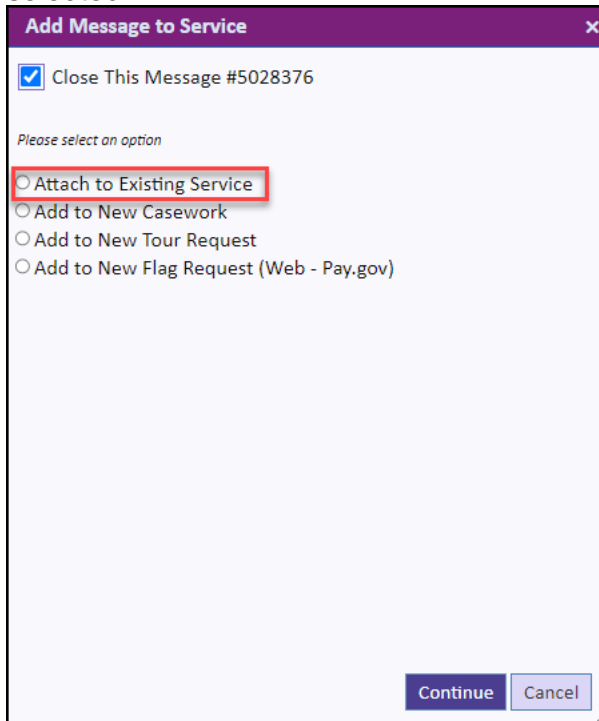 Add Message to Service ×
Close This Message #5028376
Please select an option
Attach to Existing Service
Add to New Casework
Add to New Tour Request
Add to New Flag Request (Web - Pay.gov)
Continue Cancel